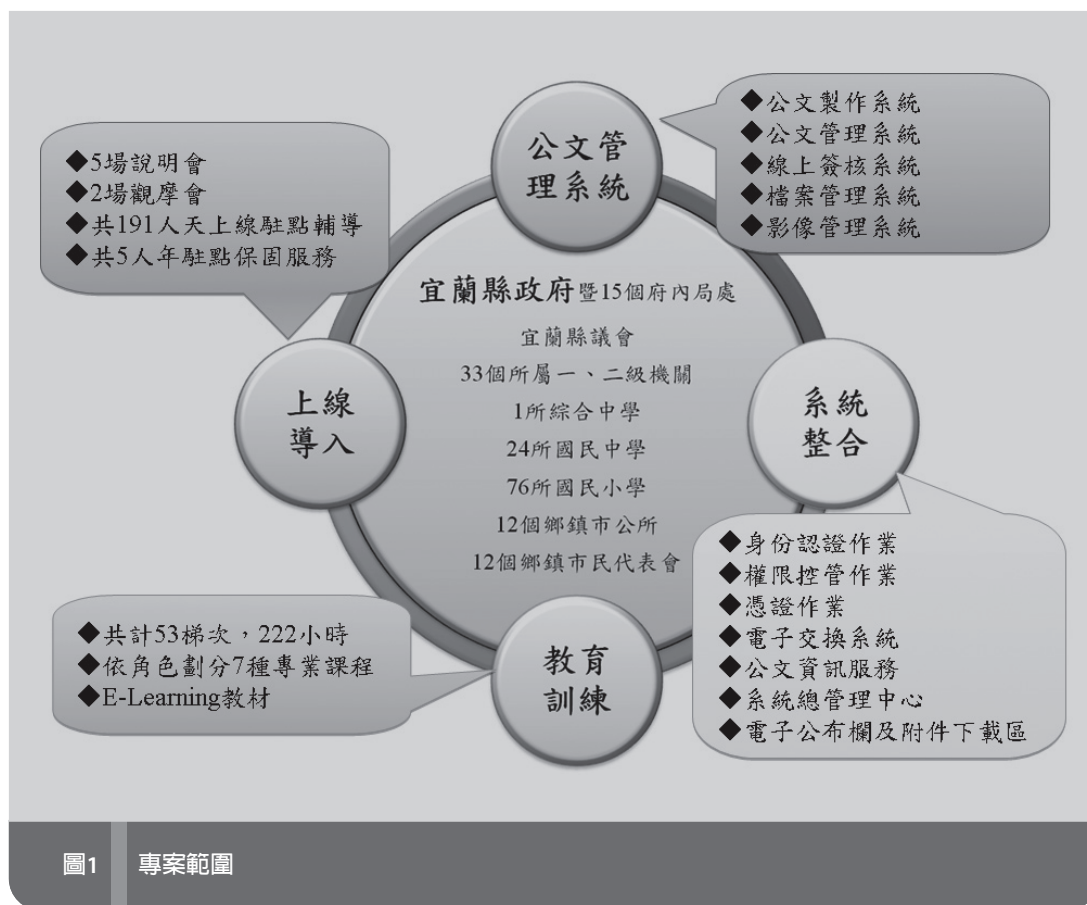 公文管
理系統
◆公文製作系統
◆公文管理系統
◆線上簽核系統
◆檔案管理系統
◆影像管理系統
◆5場說明會
◆2場觀摩會
◆共191人天上線駐點輔導
◆共5人年駐點保固服務
宜蘭縣政府暨15個府內局處
宜蘭縣議會
33個所屬一、二級機關
1所綜合中學
24所國民中學
76所國民小學
12個鄉鎮市公所
12個鄉鎮市民代表會
上線
導入
系統
整合
◆身份認證作業
◆權限控管作業
◆憑證作業
◆電子交換系統
◆公文資訊服務
◆系統總管理中心
◆電子公布欄及附件下載區
◆共計53梯次，222小時
◆依角色劃分7種專業課程
◆E-Learning教材
教育
訓練
圖1 專案範圍